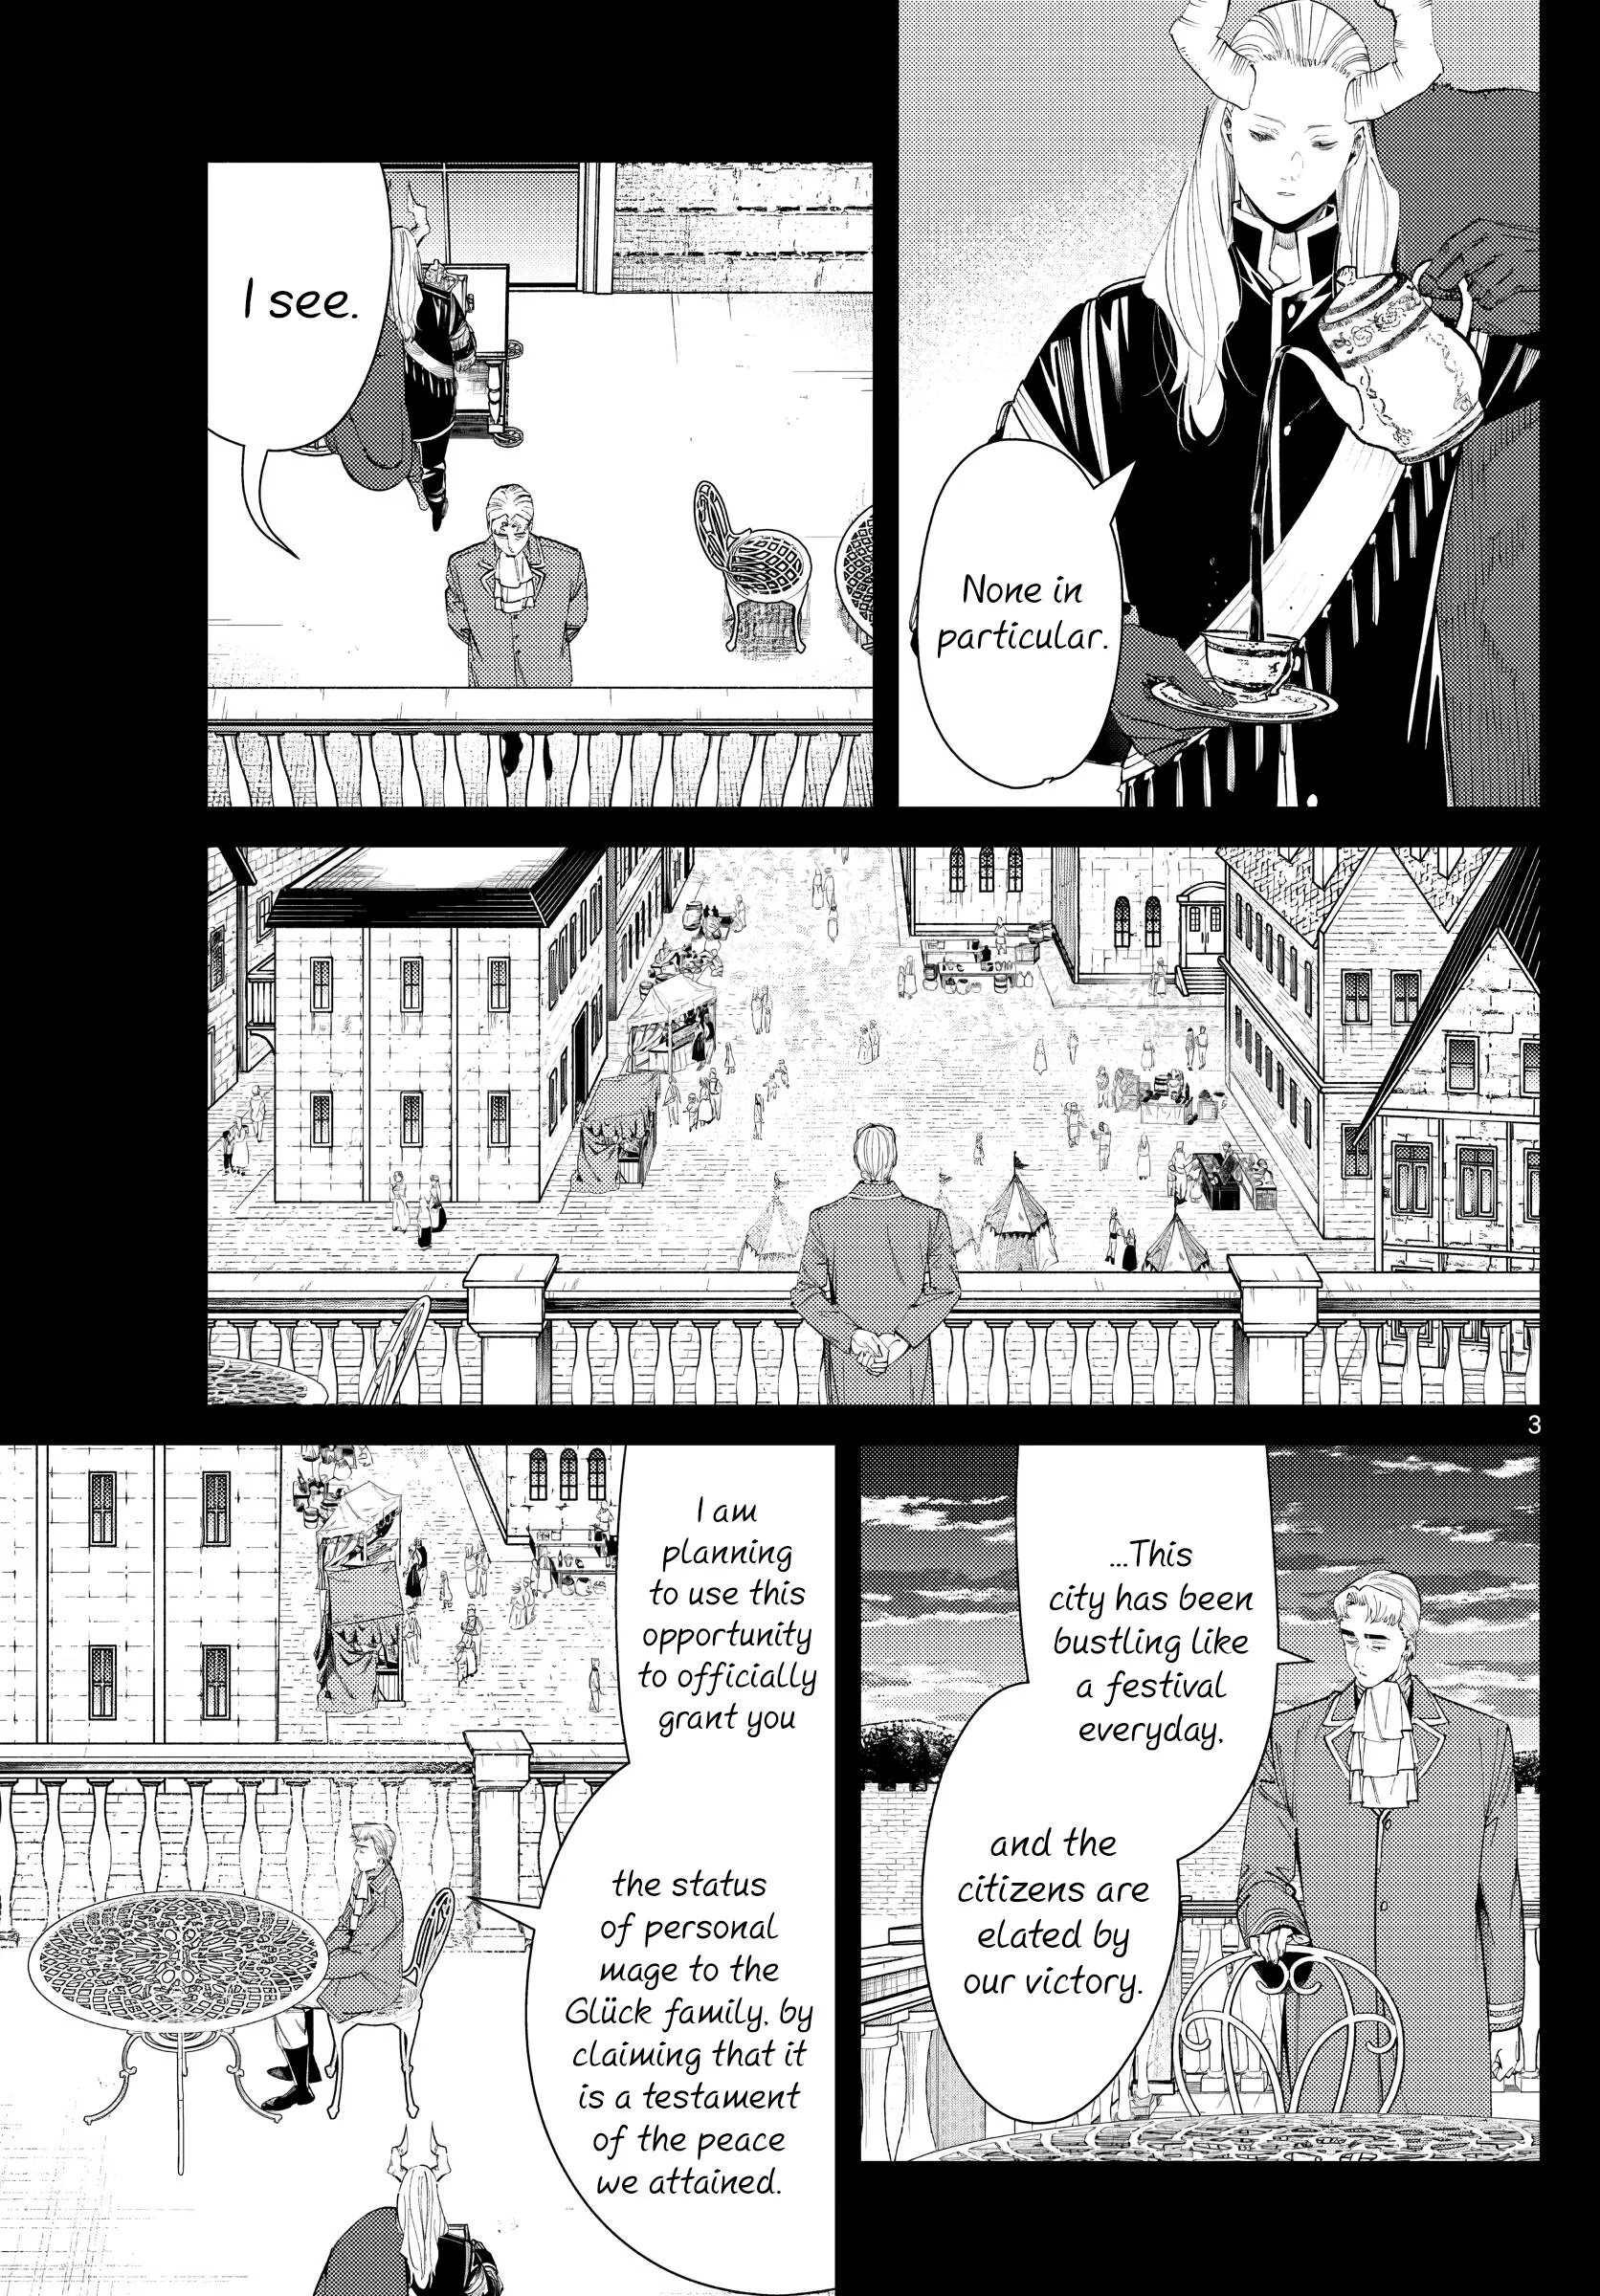 None in
particular.
I see.
3
...This
city has been
bustling like
a festival
everyday,
and the
citizens are
elated by
our victory.
I am
planning
to use this
opportunity
to officially
grant you
the status
of personal
mage to the
Glück family, by
claiming that it
is a testament
of the peace
we attained.